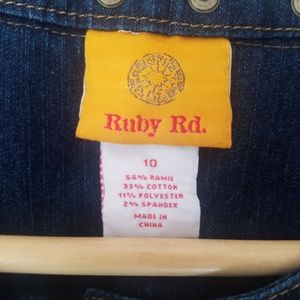 Ruby Rd.
10
54% RAMIE
33% COTTON
11% POLYESTER
2% SPANDEX
MADE IN
CHINA